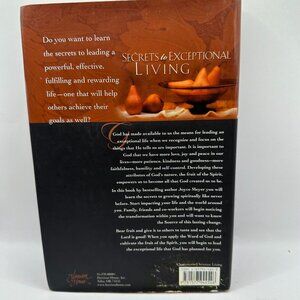 Do you want to learn
the secrets to leading a
powerful, effective,
fulfilling and rewarding
life—one that will help
others achieve their
goals as well?
SECRETS to EXCEPTIONAL
LIVING
God has made available to us the means for leading an
exceptional life when we recognize and focus on the
things that He tells us are important. It is important to
God that we have more love, joy and peace in our
lives—more patience, kindness and goodness—more
faithfulness, humility and self control. Developing these
attributes of God's nature, the fruit of the Spirit,
empowers us to become all that God created us to be.
In this book by bestselling author Joyce Meyer you
will learn the secrets to growing spiritually like never
before. Start impacting your life and the world around
you. Family, friends and co-workers will begin noticing
the transformation within you and will want to know
the Source of this lasting change.
Bear fruit and give it to others to taste and see that the
Lord is good! When you apply the Word of God and
cultivate the fruit of the Spirit, you will begin to lead
the exceptional life that God has planned for you.
Harrison
House